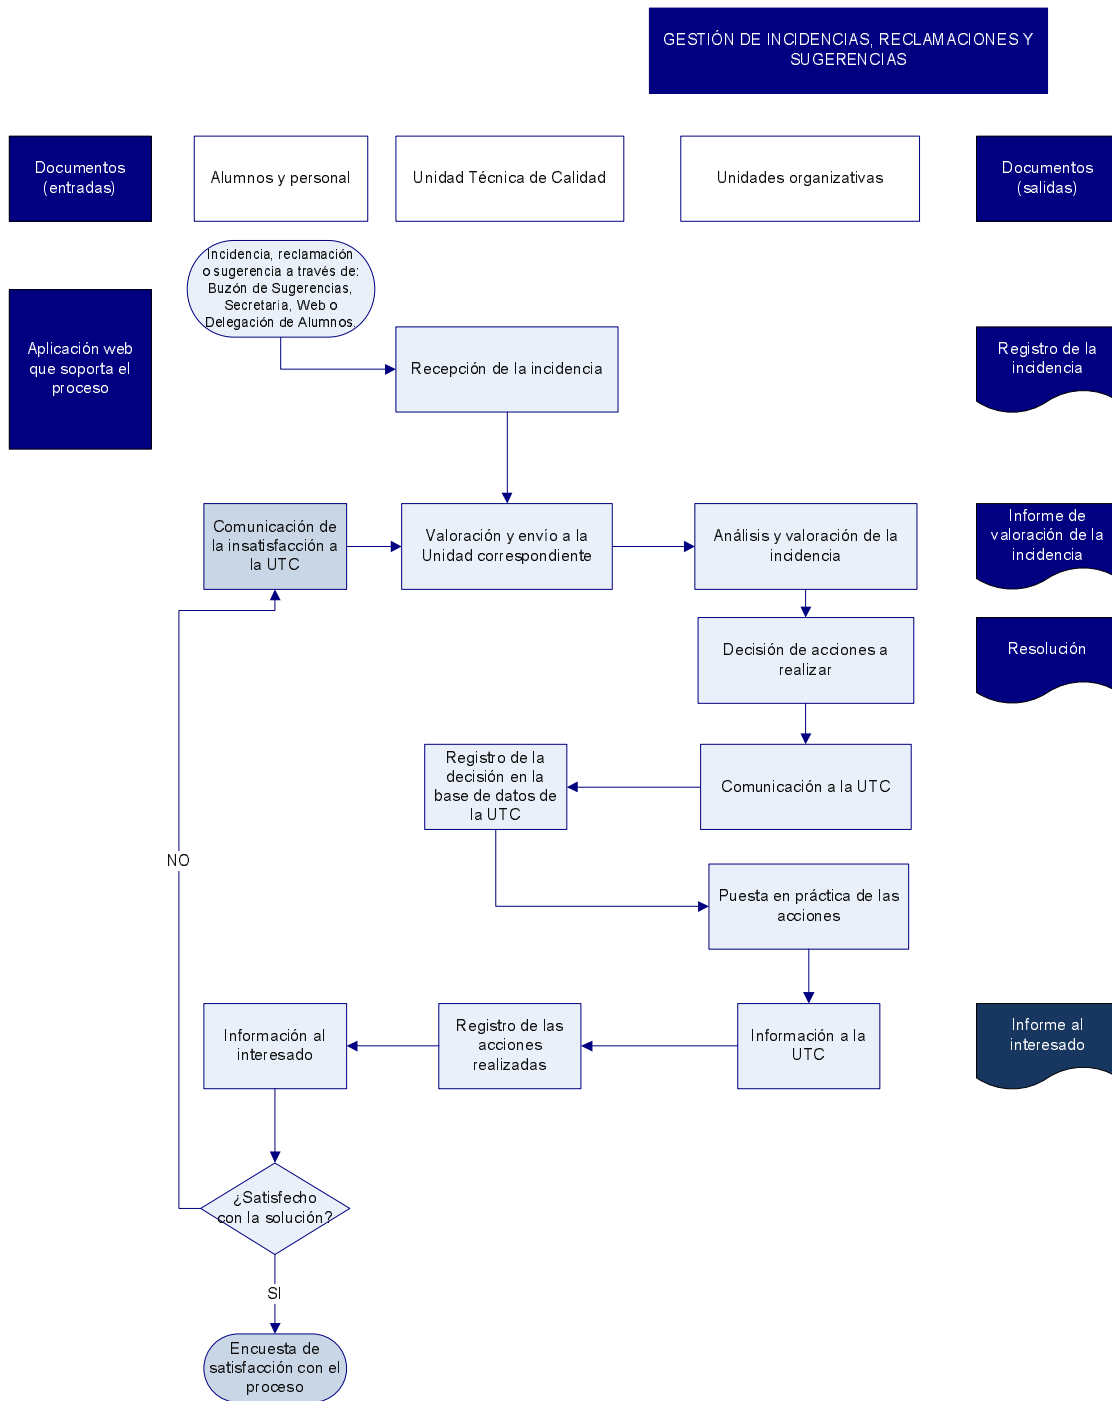 GESTIÓN DE INCIDENCIAS, RECLAMACIONES Y
SUGERENCIAS
Documentos
(entradas)
Alumnos y personal
Unidad Técnica de Calidad
Unidades organizativas
Documentos
(salidas)
Incidencia, reclamación
o sugerencia a través de:
Buzón de Sugerencias,
Secretaría, Web o
Delegación de Alumnos.
Aplicación web
que soporta el
proceso
Recepción de la incidencia
Registro de la
incidencia
Comunicación de
la insatisfacción a
la UTC
Valoración y envío a la
Unidad correspondiente
Análisis y valoración de la
incidencia
Informe de
valoración de la
incidencia
Decisión de acciones a
realizar
Resolución
Registro de la
decisión en la
base de datos de
la UTC
Comunicación a la UTC
NO
Puesta en práctica de las
acciones
Información al
interesado
Registro de las
acciones
realizadas
Información a la
UTC
Informe al
interesado
¿Satisfecho
con la solución?
SI
Encuesta de
satisfacción con el
proceso